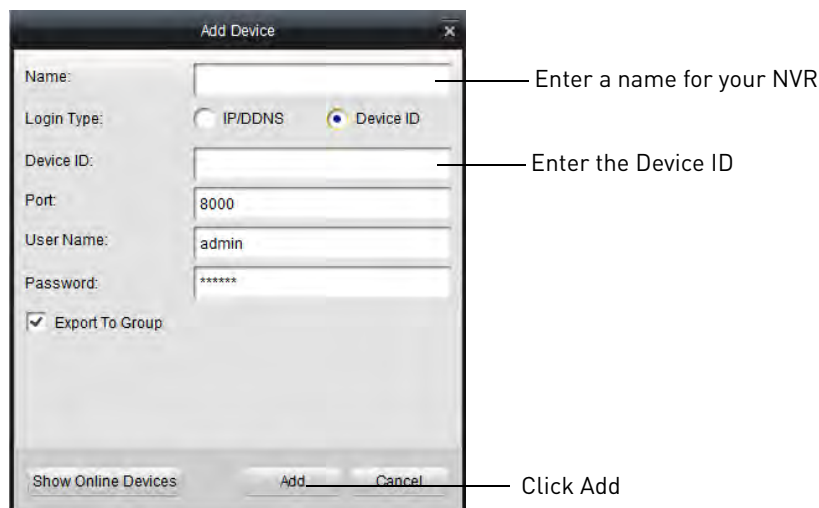 Add Device
Name:
Enter a name for your NVR
Login Type: IP/DDNS Device ID
Device ID:
Enter the Device ID
Port: 8000
User Name: admin
Password: ******
Export To Group
Show Online Devices Add Cancel
Click Add